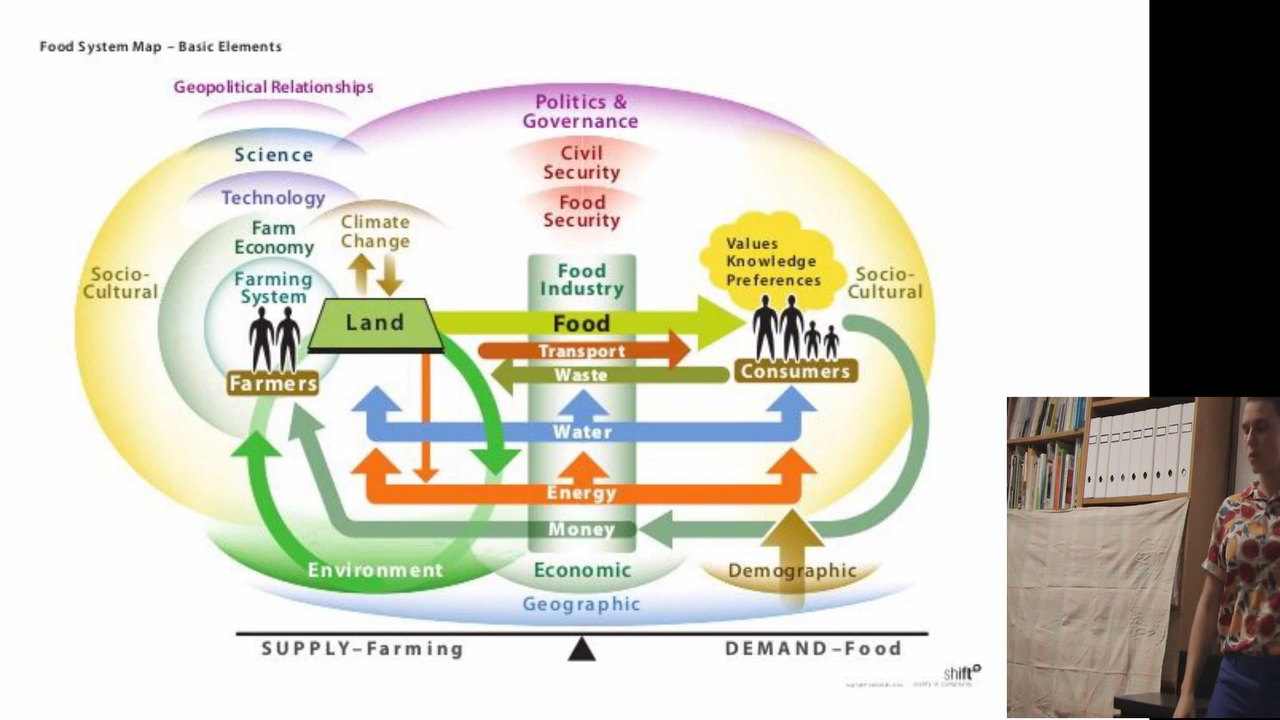 Food System Map – Basic Elements
Geopolitical Relationships
Politics &
Governance
Science
Civil
Security
Technology
Food
Security
Climate
Change
Farm
Economy
Values
Knowledge
Preferences
Socio-
Cultural
Farming
System
Food
Industry
Socio-
Cultural
Land
Food
Transport
Waste
Farmers
Consumers
Water
Energy
Money
Environment
Economic
Demographic
Geographic
SUPPLY–Farming
DEMAND–Food
shift